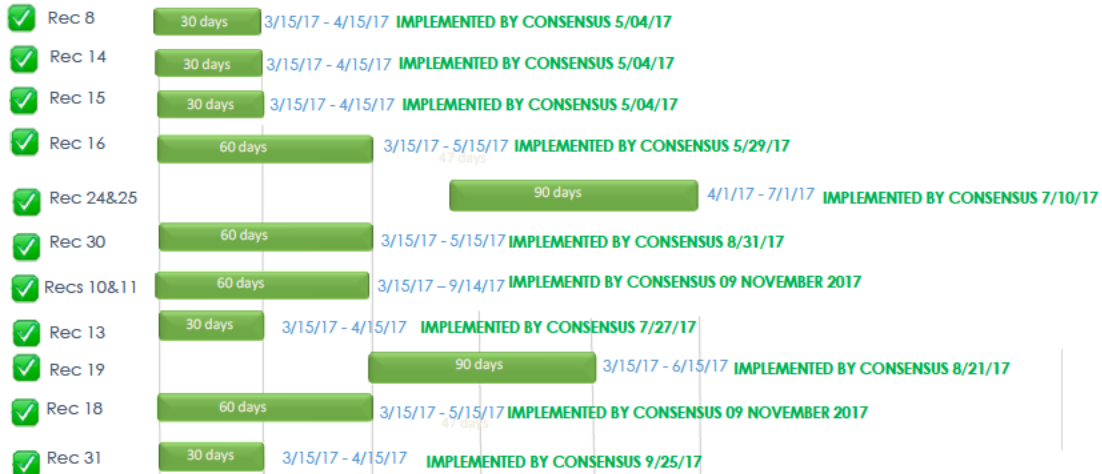 Rec 8 30 days 3/15/17 - 4/15/17 IMPLEMENTED BY CONSENSUS 5/04/17
Rec 14 30 days 3/15/17 - 4/15/17 IMPLEMENTED BY CONSENSUS 5/04/17
Rec 15 30 days 3/15/17 - 4/15/17 IMPLEMENTED BY CONSENSUS 5/04/17
Rec 16 60 days 3/15/17 - 5/15/17 IMPLEMENTED BY CONSENSUS 5/29/17
47 days
Rec 24&25 90 days 4/1/17 - 7/1/17 IMPLEMENTED BY CONSENSUS 7/10/17
Rec 30 60 days 3/15/17 - 5/15/17 IMPLEMENTED BY CONSENSUS 8/31/17
Recs 10&11 60 days 3/15/17 – 9/14/17 IMPLEMENTED BY CONSENSUS 09 NOVEMBER 2017
Rec 13 30 days 3/15/17 - 4/15/17 IMPLEMENTED BY CONSENSUS 7/27/17
Rec 19 90 days 3/15/17 - 6/15/17 IMPLEMENTED BY CONSENSUS 8/21/17
Rec 18 60 days 3/15/17 - 5/15/17 IMPLEMENTED BY CONSENSUS 09 NOVEMBER 2017
47 days
Rec 31 30 days 3/15/17 - 4/15/17 IMPLEMENTED BY CONSENSUS 9/25/17